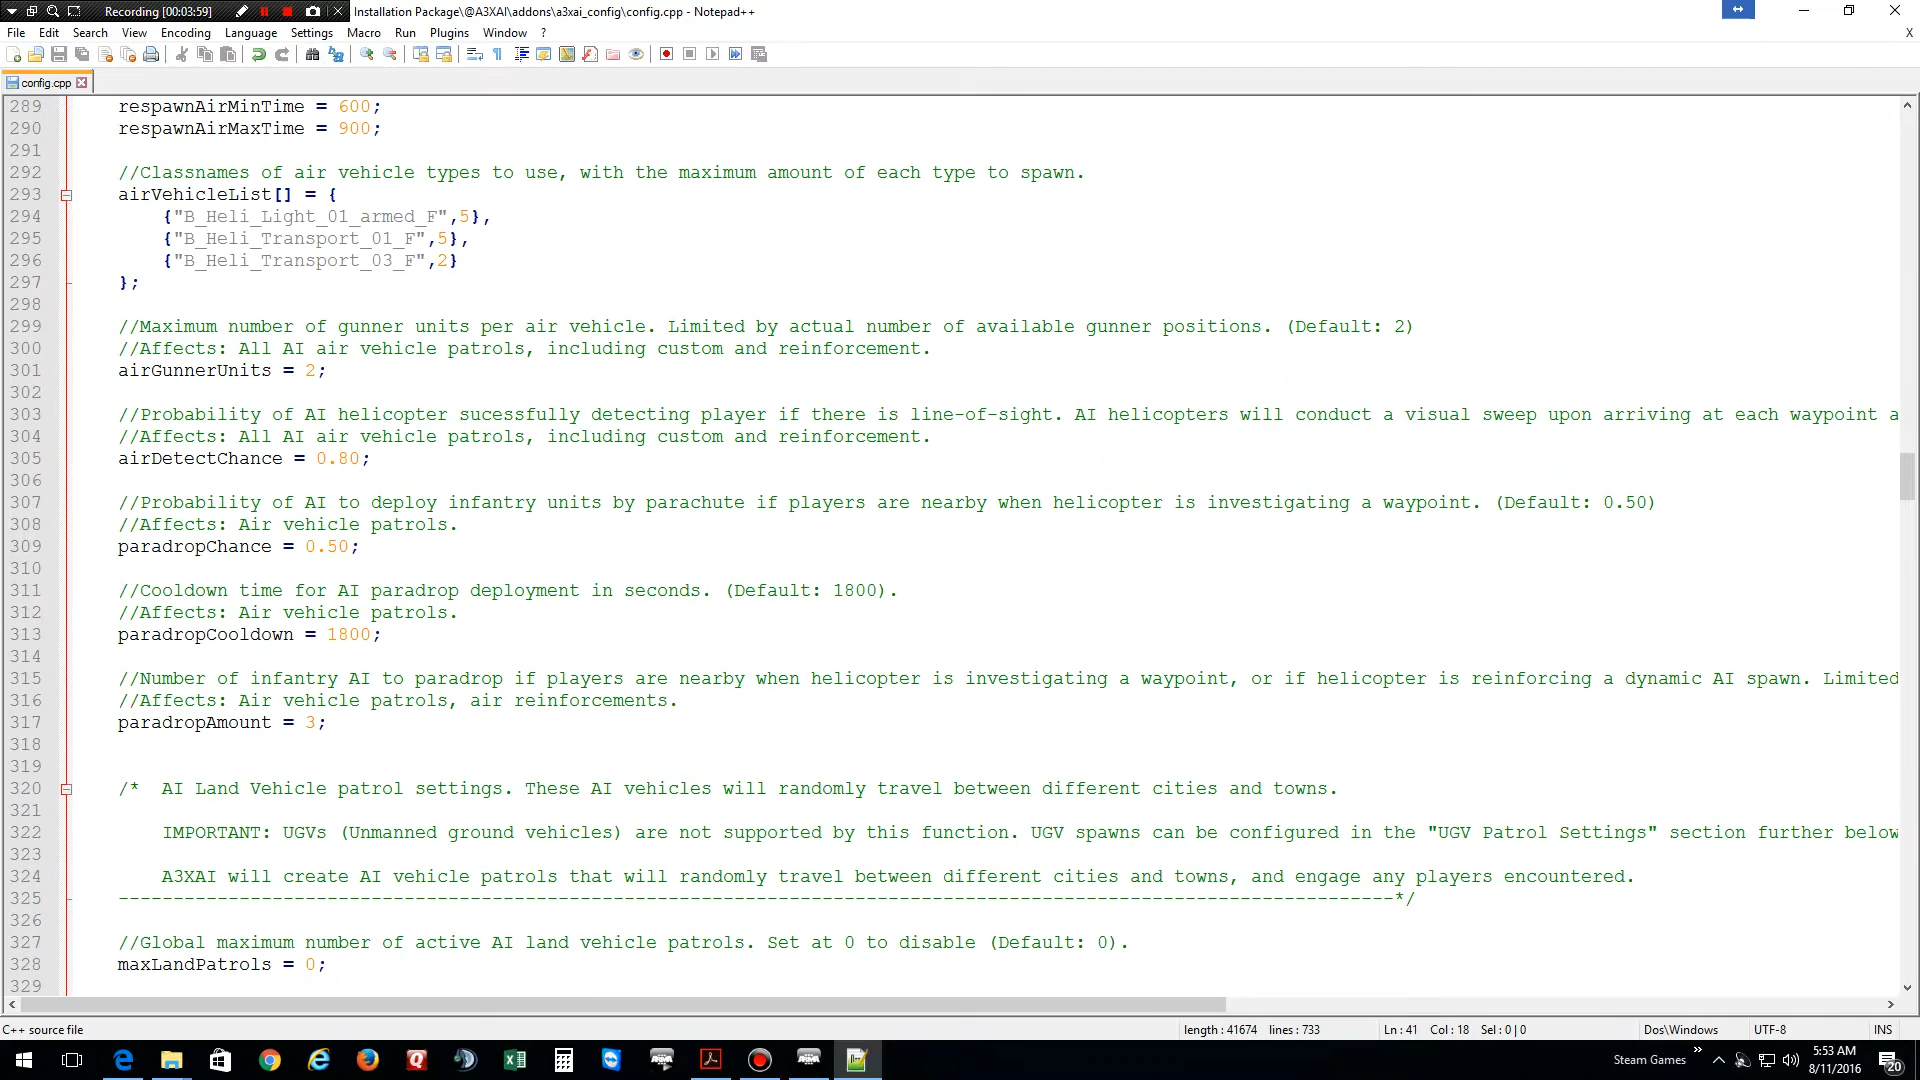 Recording [00:03:59]
Installation Package\@A3XAI\addons\a3xai_config\config.cpp - Notepad++
File Edit Search View Encoding Language Settings Macro Run Plugins Window ? X
config.cpp
289 respawnAirMinTime = 600;
290 respawnAirMaxTime = 900;
291
292 //Classnames of air vehicle types to use, with the maximum amount of each type to spawn.
293 airVehicleList[] = {
294 {"B_Heli_Light_01_armed_F",5},
295 {"B_Heli_Transport_01_F",5},
296 {"B_Heli_Transport_03_F",2}
297 };
298
299 //Maximum number of gunner units per air vehicle. Limited by actual number of available gunner positions. (Default: 2)
300 //Affects: All AI air vehicle patrols, including custom and reinforcement.
301 airGunnerUnits = 2;
302
303 //Probability of AI helicopter sucessfully detecting player if there is line-of-sight. AI helicopters will conduct a visual sweep upon arriving at each waypoint a
304 //Affects: All AI air vehicle patrols, including custom and reinforcement.
305 airDetectChance = 0.80;
306
307 //Probability of AI to deploy infantry units by parachute if players are nearby when helicopter is investigating a waypoint. (Default: 0.50)
308 //Affects: Air vehicle patrols.
309 paradropChance = 0.50;
310
311 //Cooldown time for AI paradrop deployment in seconds. (Default: 1800).
312 //Affects: Air vehicle patrols.
313 paradropCooldown = 1800;
314
315 //Number of infantry AI to paradrop if players are nearby when helicopter is investigating a waypoint, or if helicopter is reinforcing a dynamic AI spawn. Limited
316 //Affects: Air vehicle patrols, air reinforcements.
317 paradropAmount = 3;
318
319
320 /* AI Land Vehicle patrol settings. These AI vehicles will randomly travel between different cities and towns.
321
322 IMPORTANT: UGVs (Unmanned ground vehicles) are not supported by this function. UGV spawns can be configured in the "UGV Patrol Settings" section further below
323
324 A3XAI will create AI vehicle patrols that will randomly travel between different cities and towns, and engage any players encountered.
325 --------------------------------------------------------------------------------------------------------------------*/
326
327 //Global maximum number of active AI land vehicle patrols. Set at 0 to disable (Default: 0).
328 maxLandPatrols = 0;
329
C++ source file length : 41674 lines : 733 Ln : 41 Col : 18 Sel : 0 | 0 Dos\Windows UTF-8 INS
Steam Games » 5:53 AM
8/11/2016
20